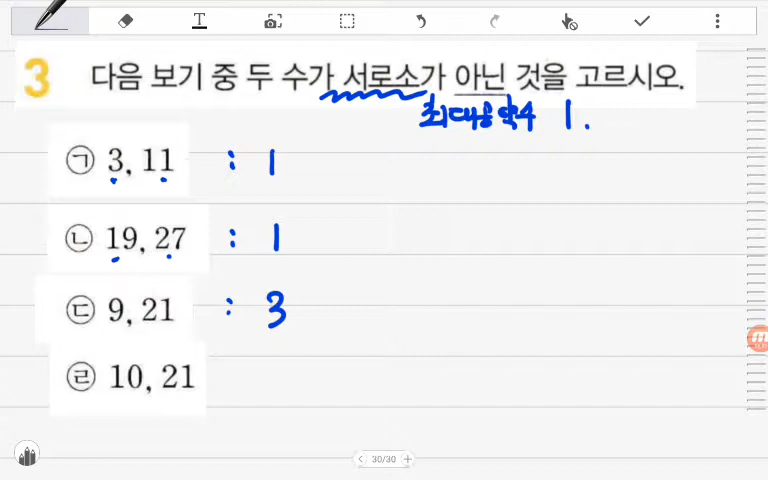 3 다음 보기 중 두 수가 서로소가 아닌 것을 고르시오.
최대공약수 1.
㉠ 3, 11 : 1
㉡ 19, 27 : 1
㉢ 9, 21 : 3
㉣ 10, 21
30/30